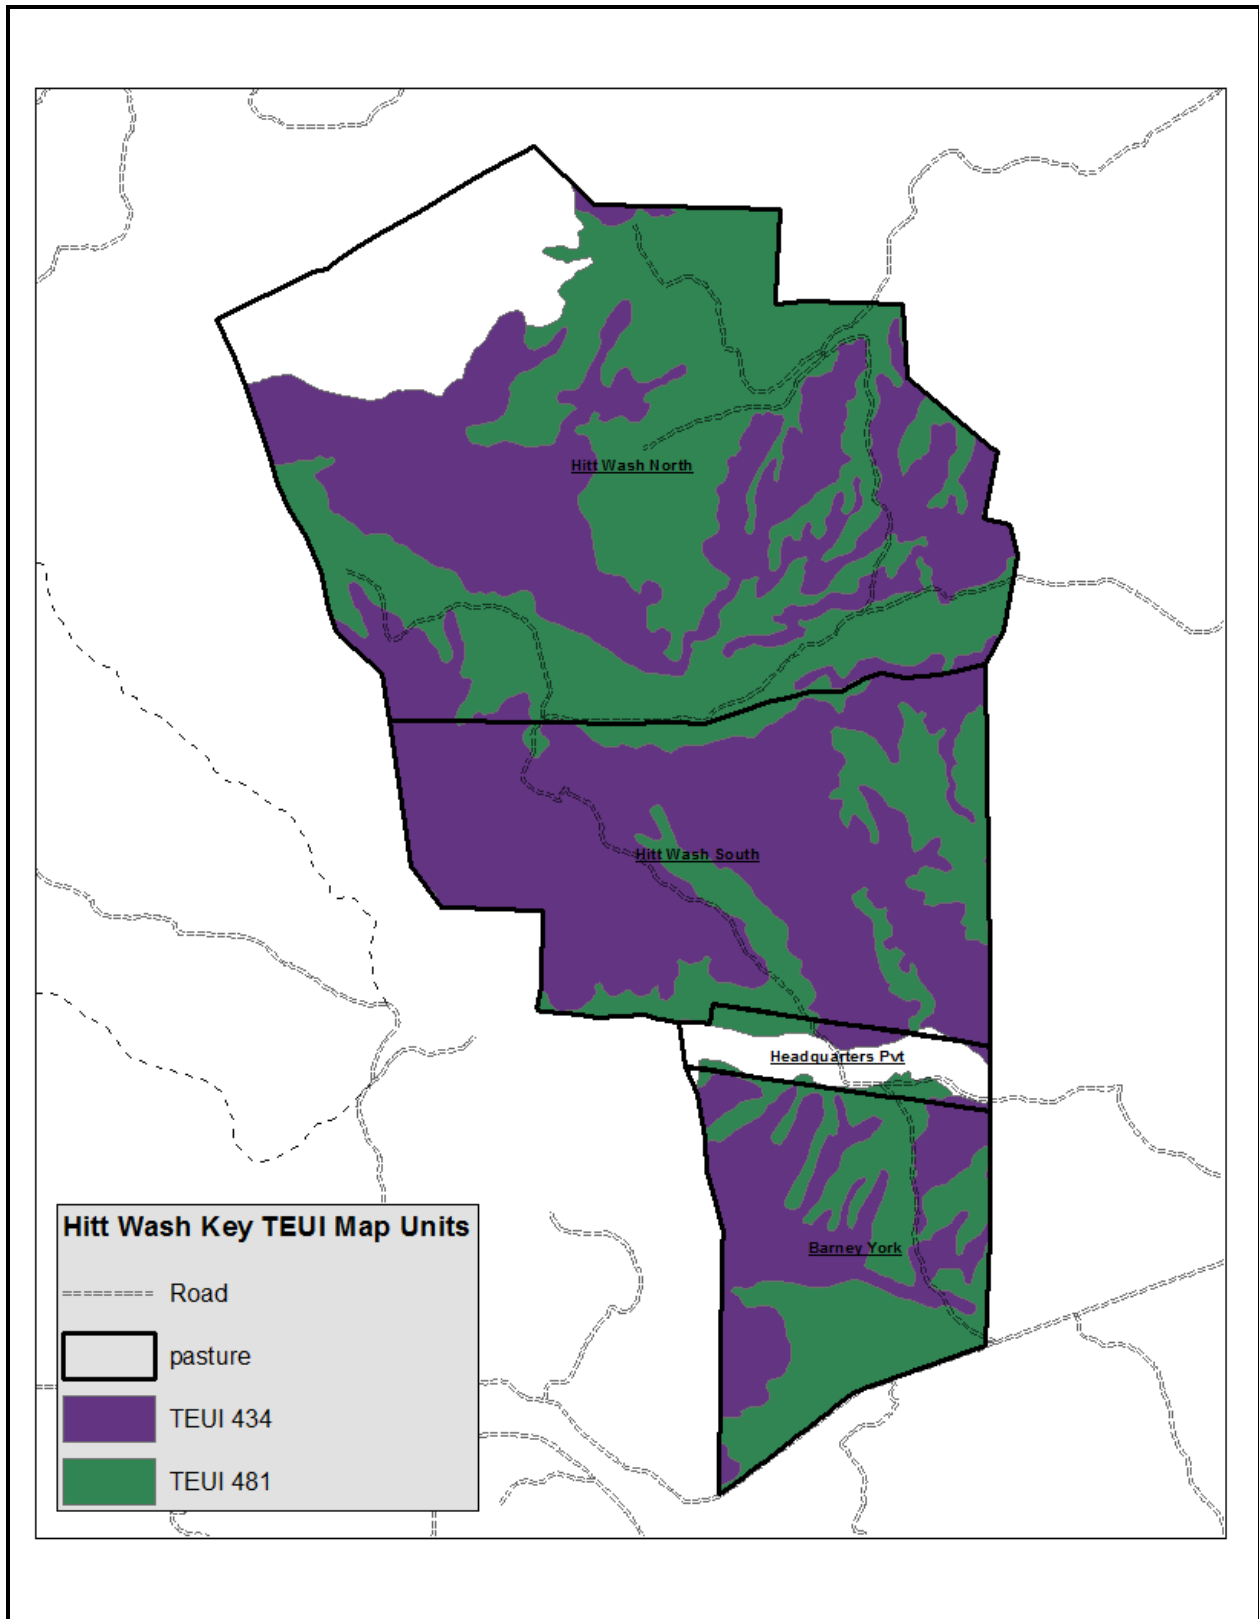 Hitt Wash North
Hitt Wash South
Headquarters Pvt
Barney York
Hitt Wash Key TEUI Map Units
Road
pasture
TEUI 434
TEUI 481